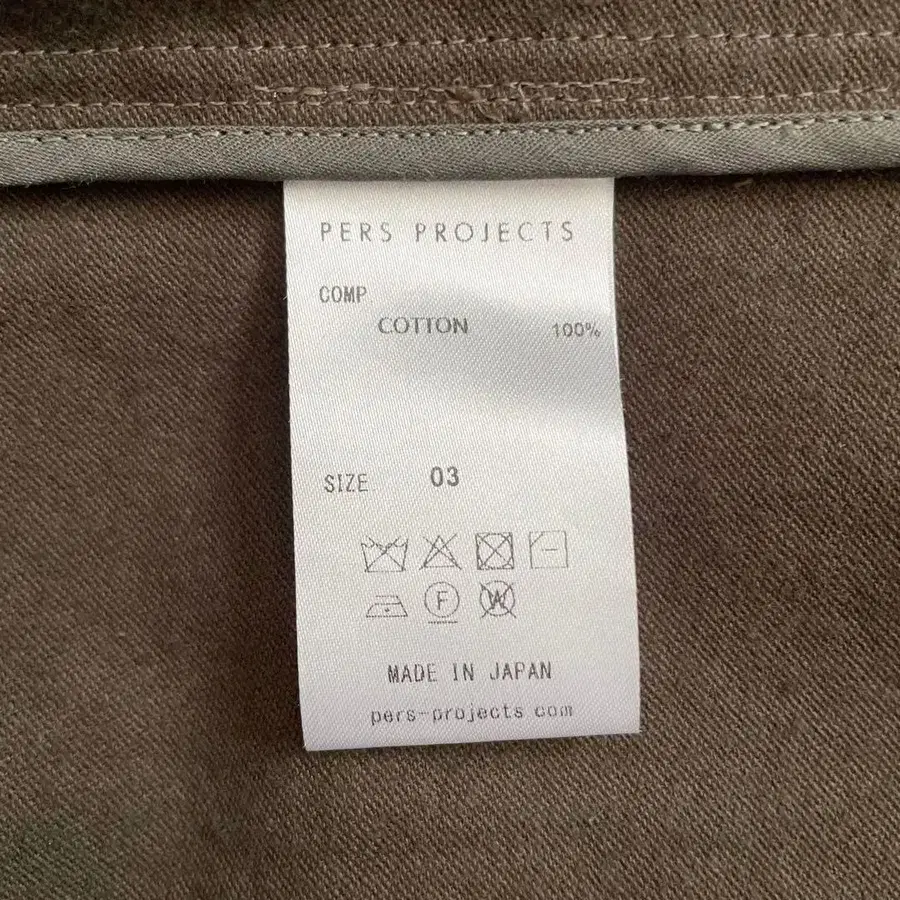 PERS PROJECTS
COMP
COTTON 100%
SIZE 03
F W
MADE IN JAPAN
pers-projects com